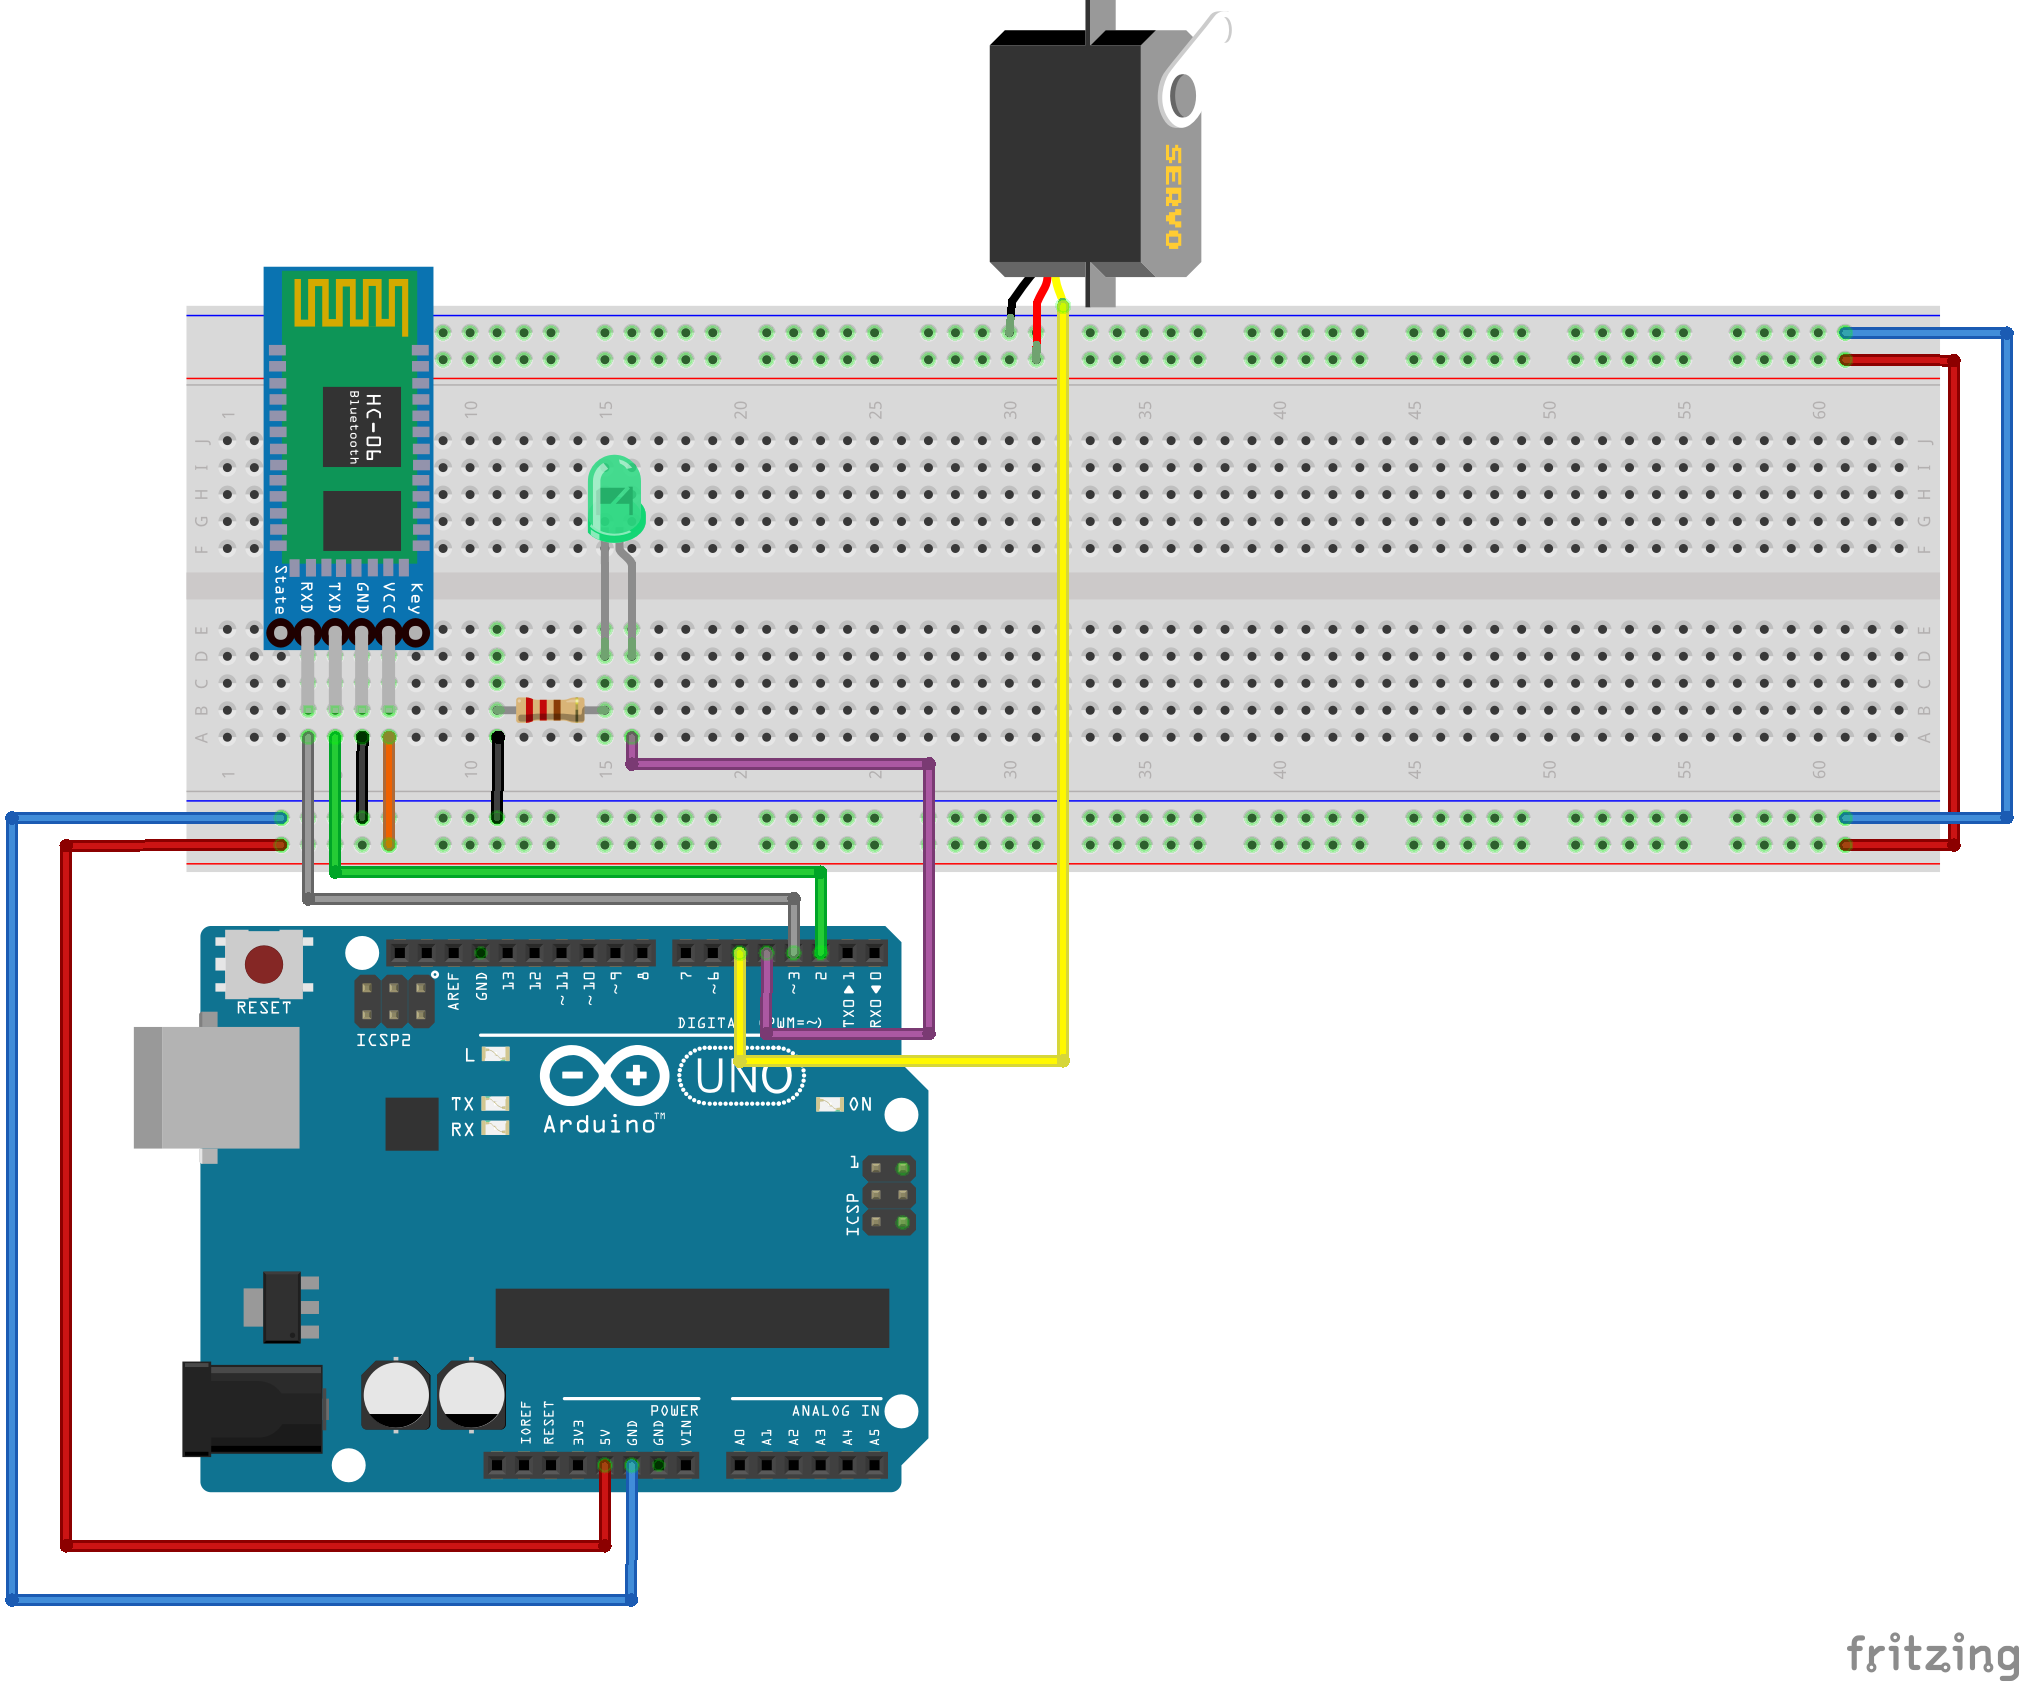 SERVO
HC-06
Bluetooth
State
RXD
TXD
GND
VCC
Key
1 10 15 20 25 30 35 40 45 50 55 60
J J
I I
H H
G G
F F
E E
D D
C C
B B
A A
1 10 15 2 2 30 35 40 45 50 55 60
RESET
ICSP2
AREF
GND
13
12
~11
~10
~9
8
7
~6
~3
2
TX0▶1
RX0◀0
DIGITA PWM=~)
L
TX
RX
UNO
Arduino™
ON
1
ICSP
POWER
ANALOG IN
IOREF
RESET
3V3
5V
GND
GND
VIN
A0
A1
A2
A3
A4
A5
fritzing